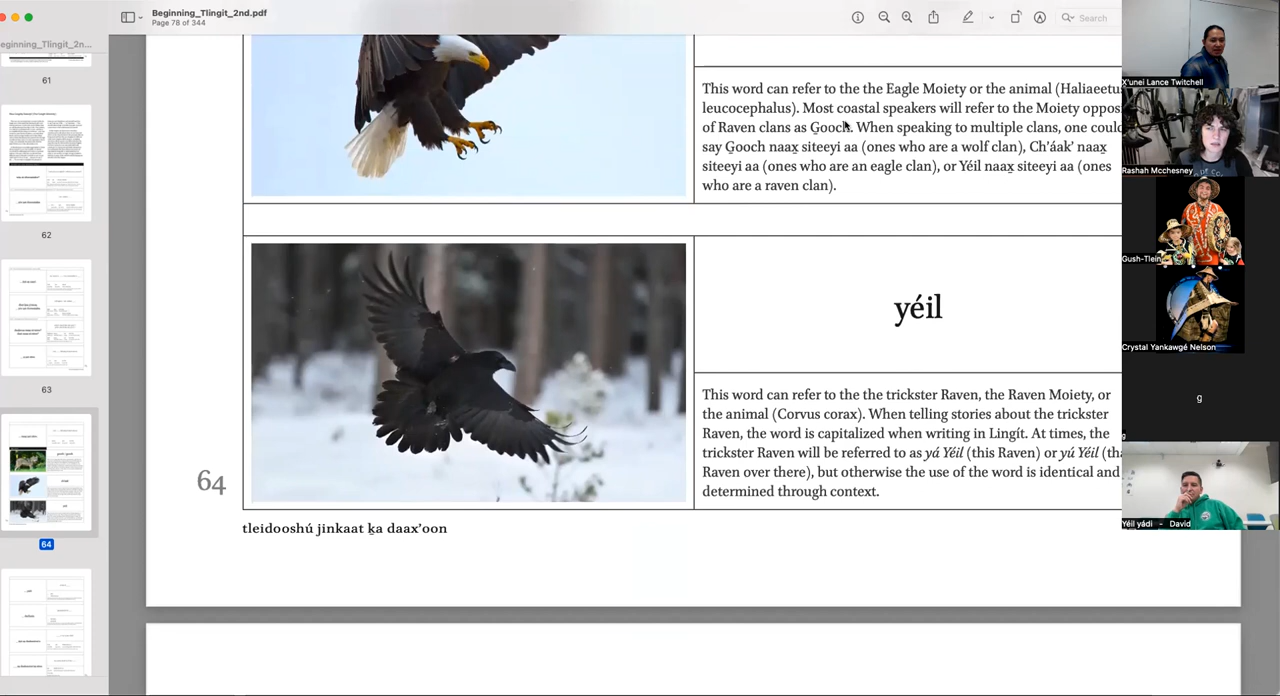 Beginning_Tlingit_2nd.pdf
Page 78 of 344
Search
eginning_Tlingit_2n...
61
62
63
64
This word can refer to the the Eagle Moiety or the animal (Haliaeetus
leucocephalus). Most coastal speakers will refer to the Moiety oppos
of Raven clans as G̱ooch. When speaking to multiple clans, one could
say G̱ooch naax̱ siteeyi aa (ones who are a wolf clan), Ch'áak' naax̱
siteeyi aa (ones who are an eagle clan), or Yéil naax̱ siteeyi aa (ones
who are a raven clan).
yéil
This word can refer to the the trickster Raven, the Raven Moiety, or
the animal (Corvus corax). When telling stories about the trickster
Raven, the word is capitalized when writing in Lingít. At times, the
trickster Raven will be referred to as yá Yéil (this Raven) or yú Yéil (tha
Raven over there), but otherwise the use of the word is identical and
determined through context.
64
tleidooshú jinkaat ḵa daax'oon
X'unei Lance Twitchell
Rashah Mcchesney
Gush-Tlein
Crystal Yankawgé Nelson
g
g
Yéil yádi - David